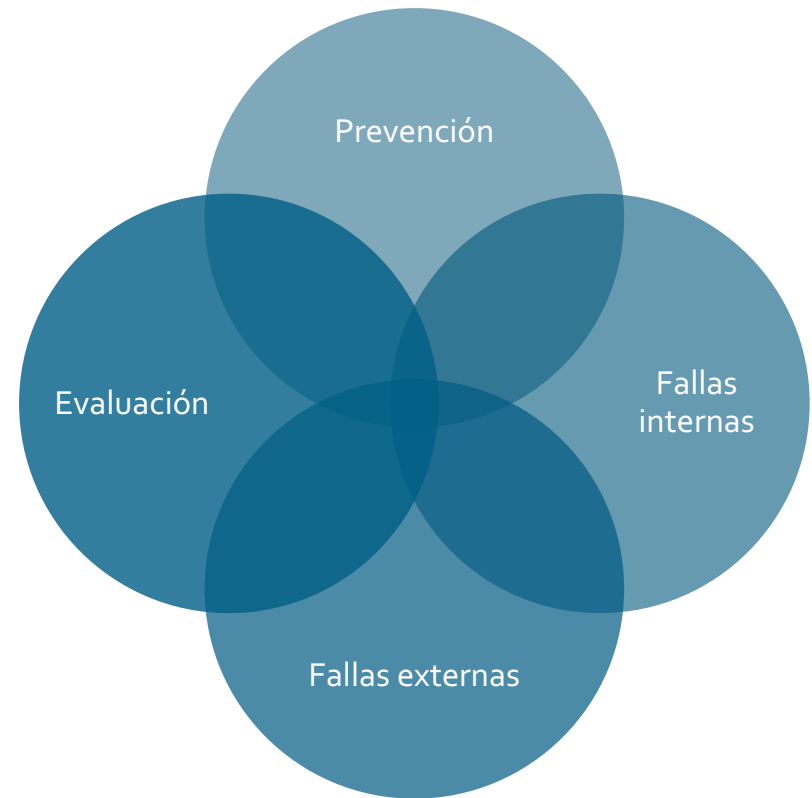 Prevención
Evaluación
Fallas
internas
Fallas externas